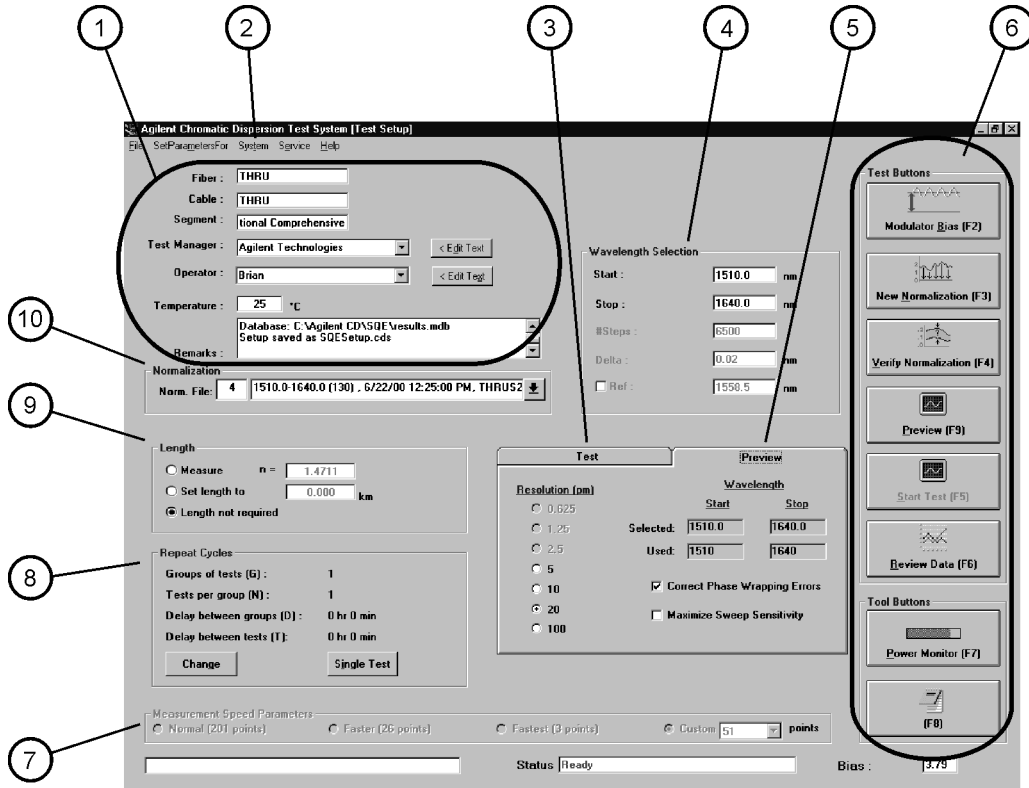 1
2
3
4
5
6
Agilent Chromatic Dispersion Test System [Test Setup]
File SetParametersFor System Service Help
Fiber : THRU
Cable : THRU
Segment : tional Comprehensive
Test Manager : Agilent Technologies < Edit Text
Operator : Brian < Edit Text
Temperature : 25 °C
Database: C:\Agilent CD\SQE\results.mdb
Setup saved as SQESetup.cds
Remarks :
10
Normalization
Norm. File: 4 1510.0-1640.0 (130) , 6/22/00 12:25:00 PM, THRUS2
Wavelength Selection
Start : 1510.0 nm
Stop : 1640.0 nm
#Steps : 6500
Delta : 0.02 nm
Ref : 1558.5 nm
9
Length
Measure n = 1.4711
Set length to 0.000 km
Length not required
8
Repeat Cycles
Groups of tests (G) : 1
Tests per group (N) : 1
Delay between groups (D) : 0 hr 0 min
Delay between tests (T): 0 hr 0 min
Change Single Test
Test Preview
Resolution (pm)
0.625
1.25
2.5
5
10
20
100
Wavelength
Start Stop
Selected: 1510.0 1640.0
Used: 1510 1640
Correct Phase Wrapping Errors
Maximize Sweep Sensitivity
Test Buttons
Modulator Bias (F2)
New Normalization (F3)
Verify Normalization (F4)
Preview (F9)
Start Test (F5)
Review Data (F6)
Tool Buttons
Power Monitor (F7)
(F8)
7
Measurement Speed Parameters
Normal (201 points) Faster (26 points) Fastest (3 points) Custom 51 points
Status Ready Bias : 3.79